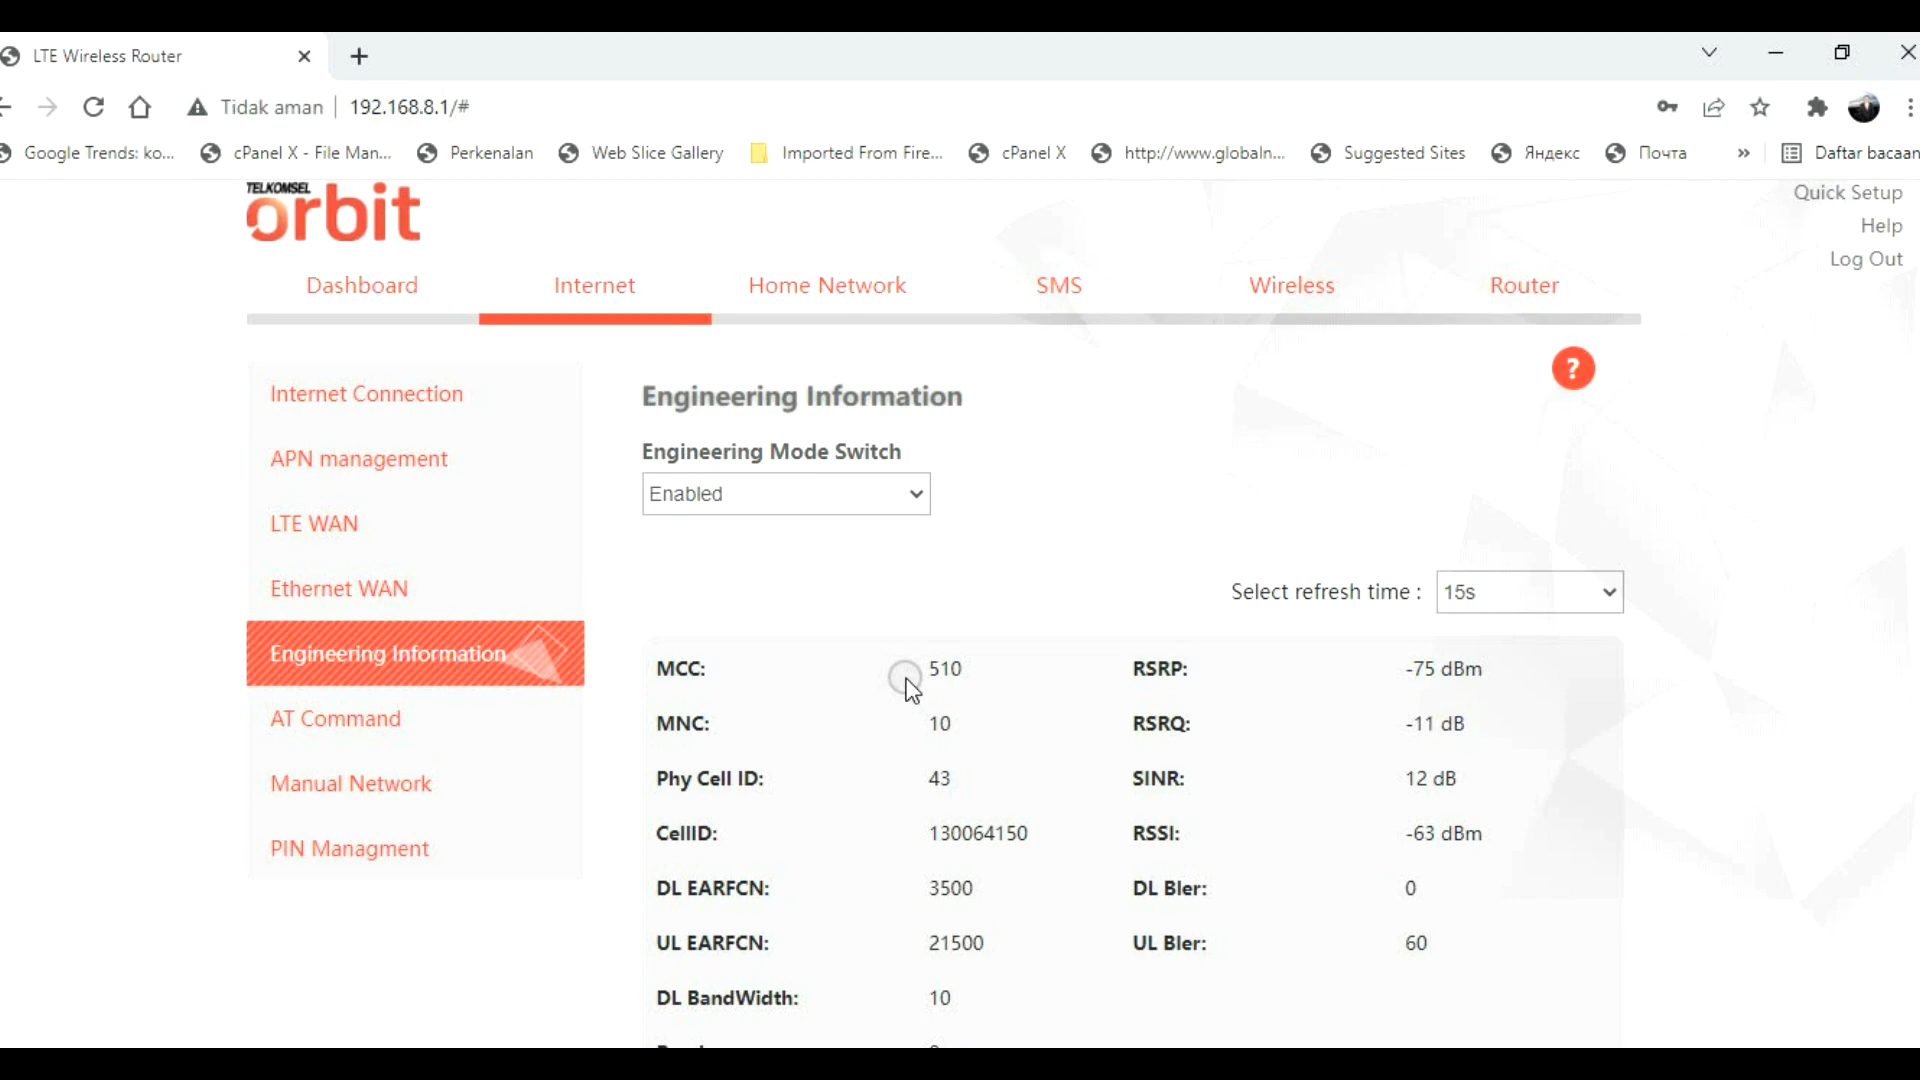 LTE Wireless Router
Tidak aman 192.168.8.1/#
Google Trends: ko... cPanel X - File Man... Perkenalan Web Slice Gallery Imported From Fire... cPanel X http://www.globaln... Suggested Sites Яндекс Почта » Daftar bacaan
TELKOMSEL
orbit
Quick Setup
Help
Log Out
Dashboard Internet Home Network SMS Wireless Router
Internet Connection
APN management
LTE WAN
Ethernet WAN
Engineering Information
AT Command
Manual Network
PIN Managment
?
Engineering Information
Engineering Mode Switch
Enabled
Select refresh time : 15s
MCC: 510 RSRP: -75 dBm
MNC: 10 RSRQ: -11 dB
Phy Cell ID: 43 SINR: 12 dB
CellID: 130064150 RSSI: -63 dBm
DL EARFCN: 3500 DL Bler: 0
UL EARFCN: 21500 UL Bler: 60
DL BandWidth: 10